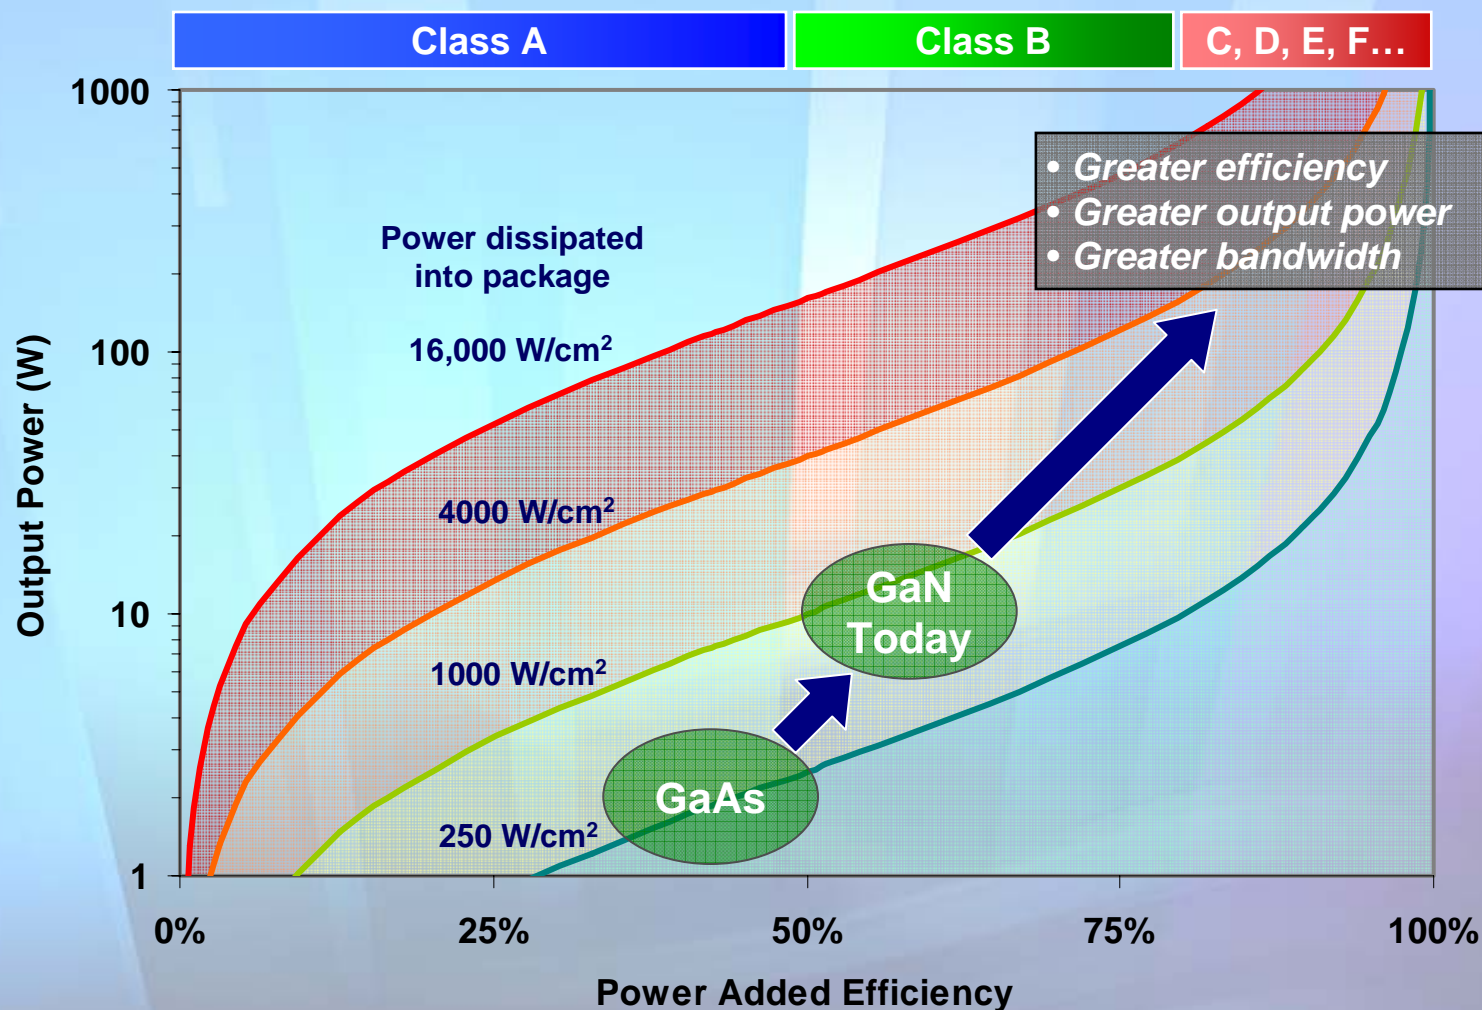 Class A
Class B
C, D, E, F…
1000
100
10
1
Output Power (W)
• Greater efficiency
• Greater output power
• Greater bandwidth
Power dissipated
into package
16,000 W/cm²
4000 W/cm²
1000 W/cm²
250 W/cm²
GaN
Today
GaAs
0%
25%
50%
75%
100%
Power Added Efficiency